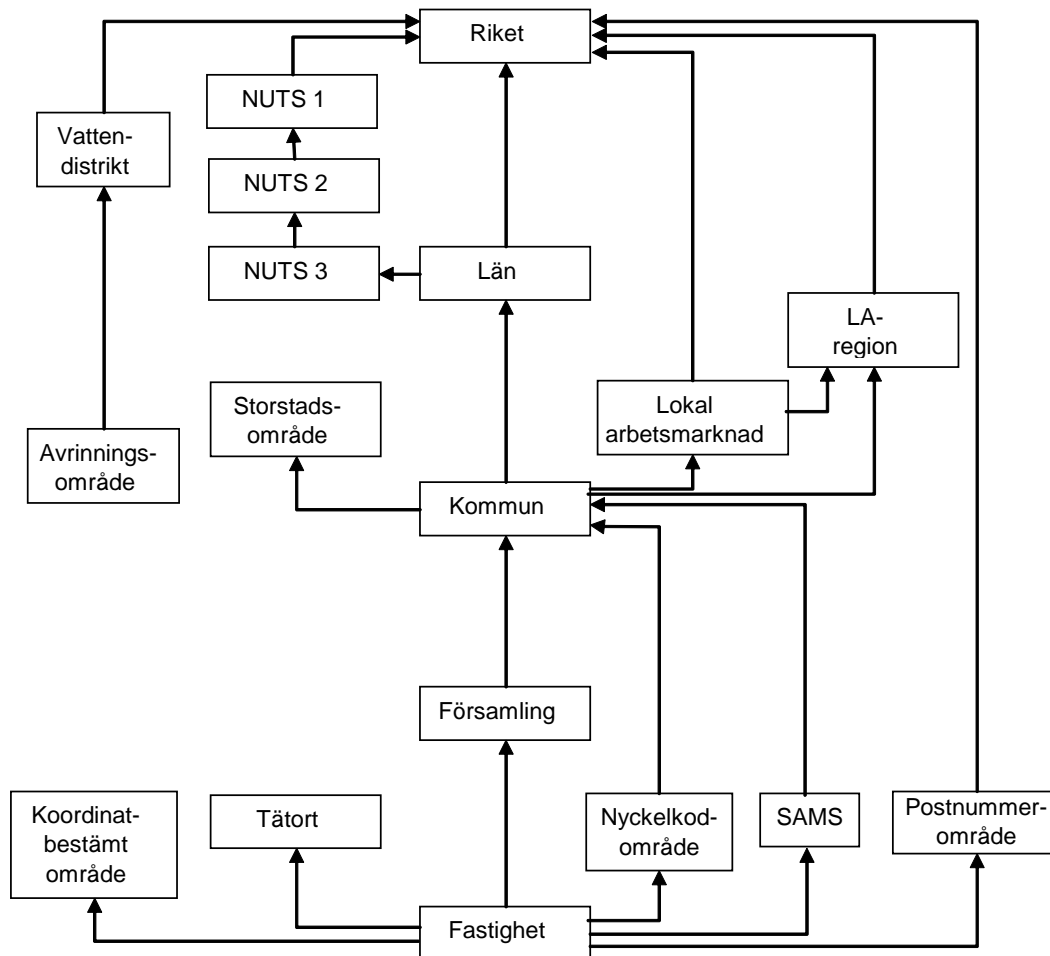 Riket
NUTS 1
Vatten-
distrikt
NUTS 2
NUTS 3
Län
LA-
region
Storstads-
område
Lokal
arbetsmarknad
Avrinnings-
område
Kommun
Församling
Koordinat-
bestämt
område
Tätort
Nyckelkod-
område
SAMS
Postnummer-
område
Fastighet